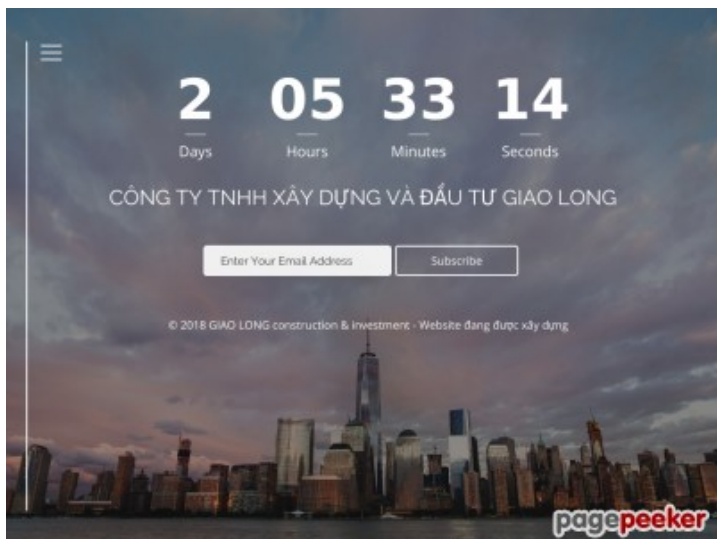 2 05 33 14
Days Hours Minutes Seconds
CÔNG TY TNHH XÂY DỰNG VÀ ĐẦU TƯ GIAO LONG
Enter Your Email Address Subscribe
© 2018 GIAO LONG construction & investment - Website đang được xây dựng
pagepeeker